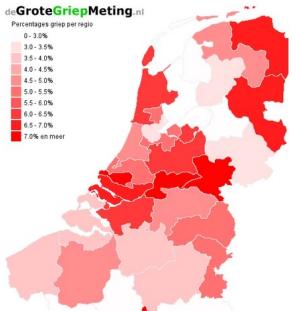 deGroteGriepMeting.nl
Percentages griep per regio
0 - 3.0%
3.0 - 3.5%
3.5 - 4.0%
4.0 - 4.5%
4.5 - 5.0%
5.0 - 5.5%
5.5 - 6.0%
6.0 - 6.5%
6.5 - 7.0%
7.0% en meer